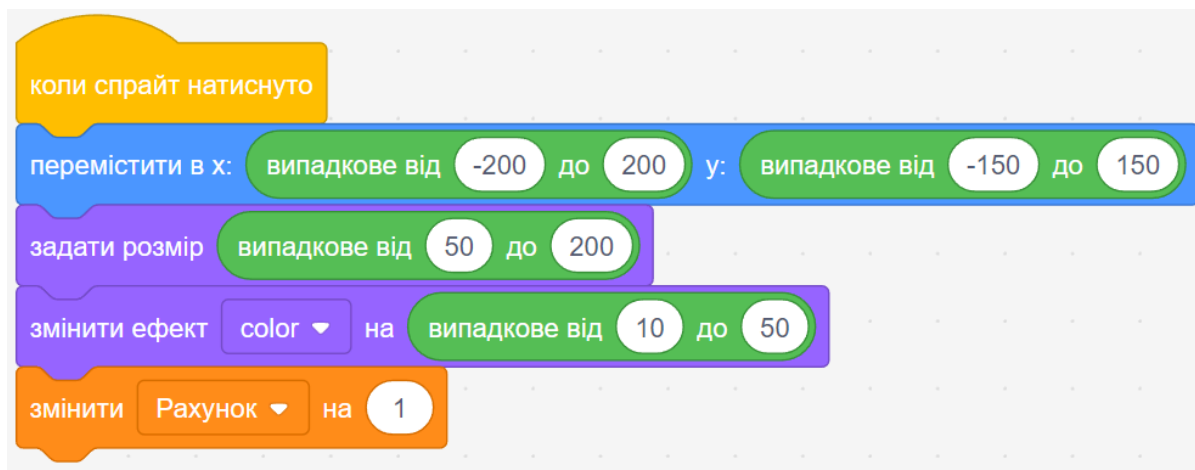 коли спрайт натиснуто
перемістити в x: випадкове від -200 до 200 y: випадкове від -150 до 150
задати розмір випадкове від 50 до 200
змінити ефект color на випадкове від 10 до 50
змінити Рахунок на 1